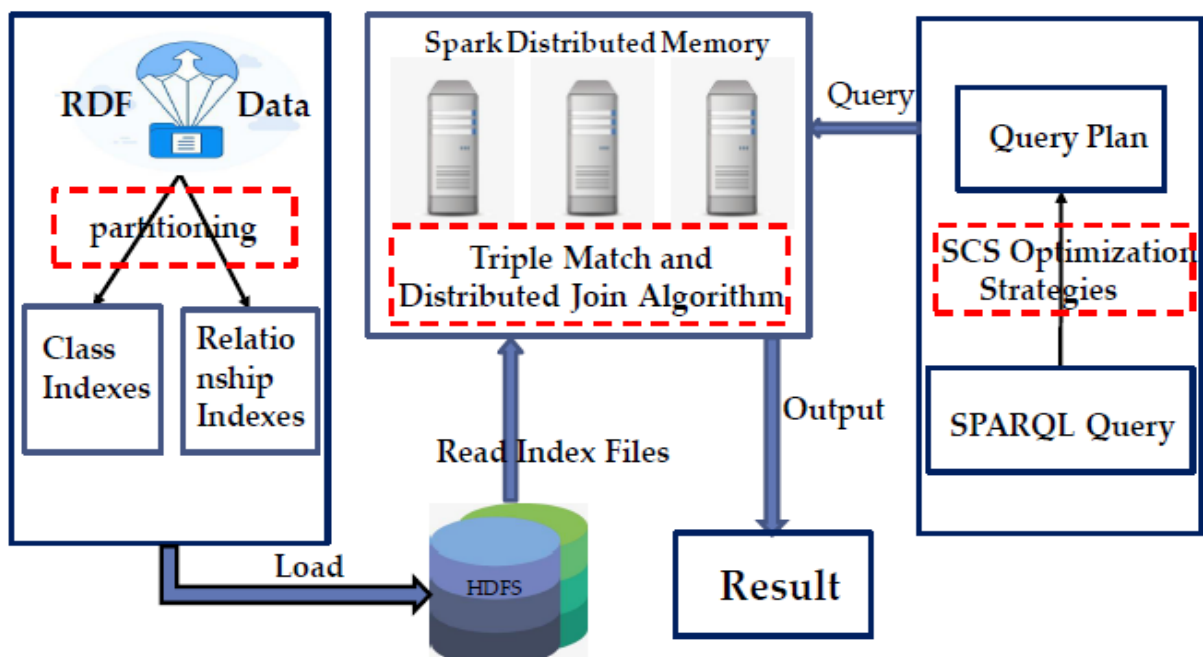 RDF Data
partitioning
Class
Indexes
Relatio
nship
Indexes
Load
HDFS
Read Index Files
Spark Distributed Memory
Triple Match and
Distributed Join Algorithm
Output
Result
Query
Query Plan
SCS Optimization
Strategies
SPARQL Query